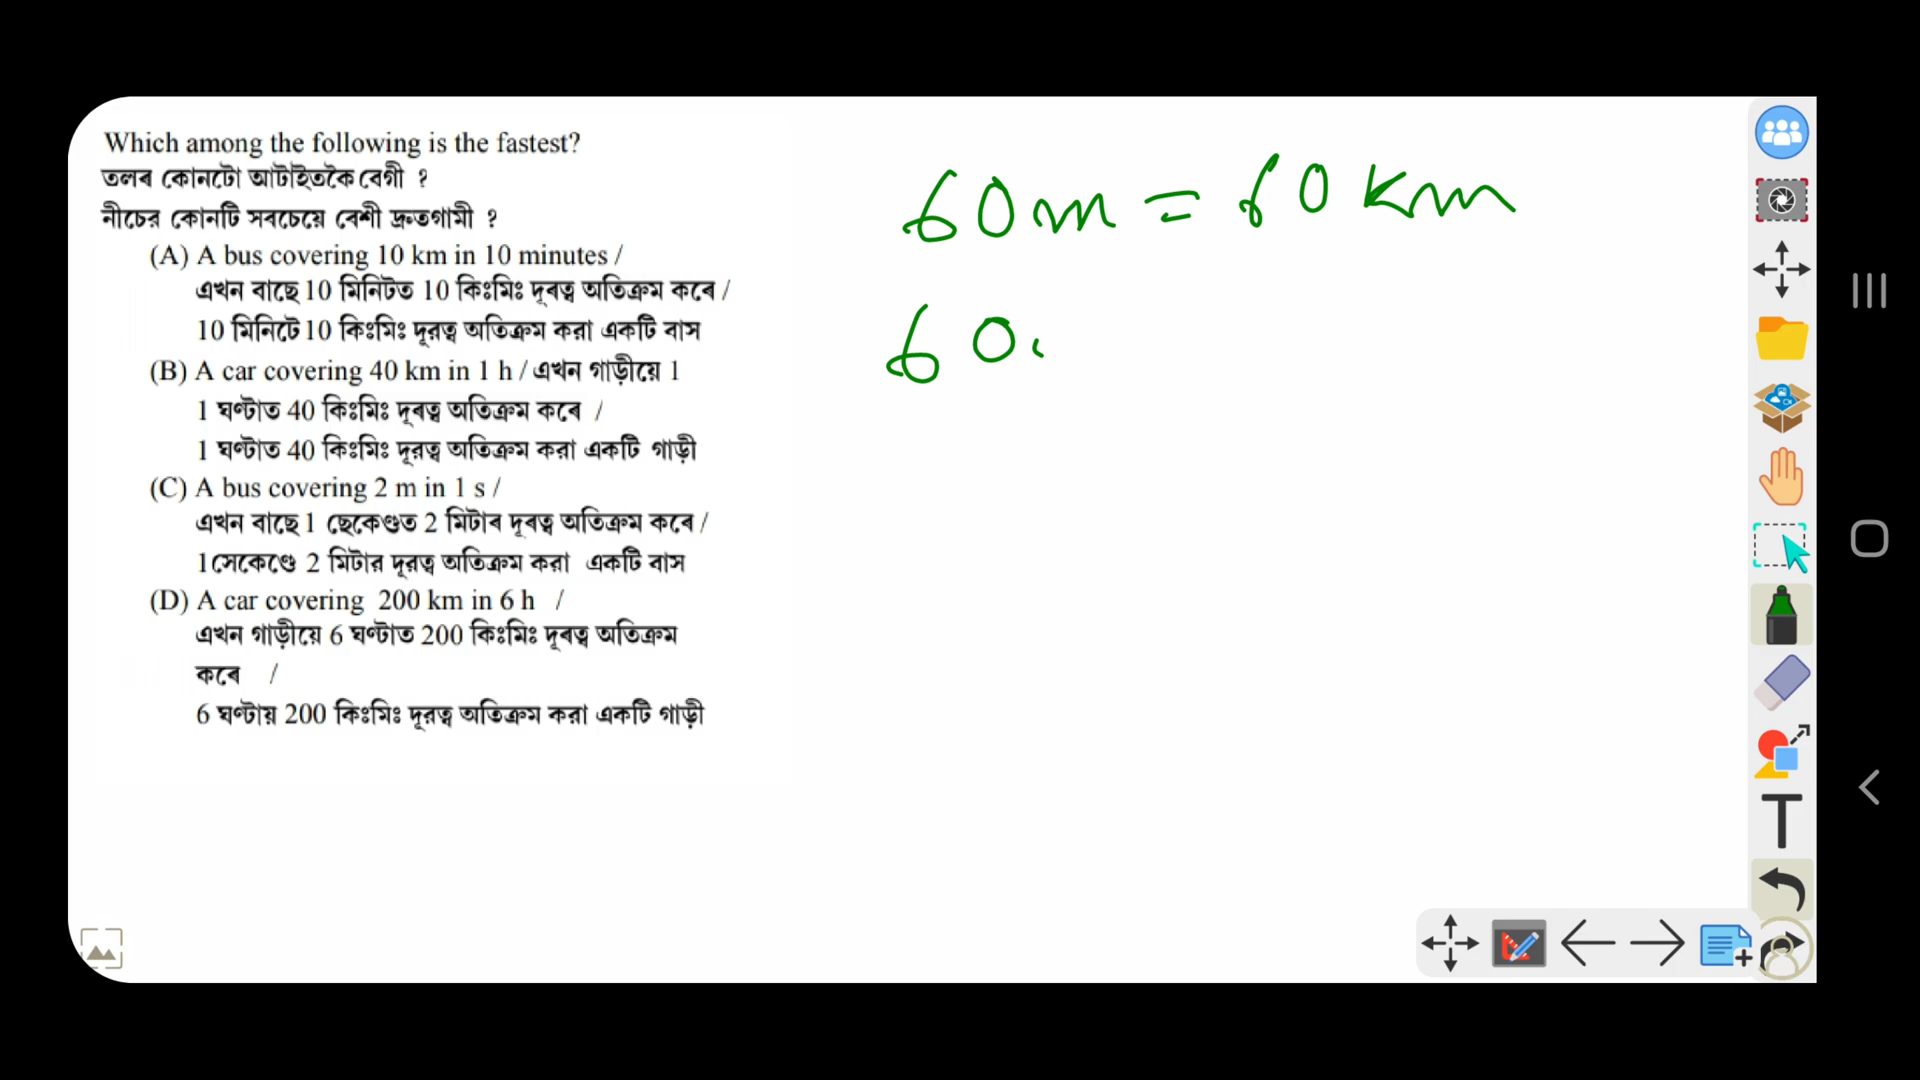 Which among the following is the fastest?
তলৰ কোনটো আটাইতকৈ বেগী ?
নীচের কোনটি সবচেয়ে বেশী দ্রুতগামী ?
(A) A bus covering 10 km in 10 minutes /
এখন বাছে 10 মিনিটত 10 কিঃমিঃ দূৰত্ব অতিক্রম কৰে /
10 মিনিটে 10 কিঃমিঃ দূরত্ব অতিক্রম করা একটি বাস
(B) A car covering 40 km in 1 h / এখন গাড়ীয়ে 1
1 ঘণ্টাত 40 কিঃমিঃ দূৰত্ব অতিক্রম কৰে /
1 ঘণ্টাত 40 কিঃমিঃ দূরত্ব অতিক্রম করা একটি গাড়ী
(C) A bus covering 2 m in 1 s /
এখন বাছে 1 ছেকেণ্ডত 2 মিটাৰ দূৰত্ব অতিক্রম কৰে /
1সেকেণ্ডে 2 মিটার দূরত্ব অতিক্রম করা একটি বাস
(D) A car covering 200 km in 6 h /
এখন গাড়ীয়ে 6 ঘণ্টাত 200 কিঃমিঃ দূৰত্ব অতিক্রম
কৰে /
6 ঘণ্টায় 200 কিঃমিঃ দূরত্ব অতিক্রম করা একটি গাড়ী
60m = 60 km
60
T